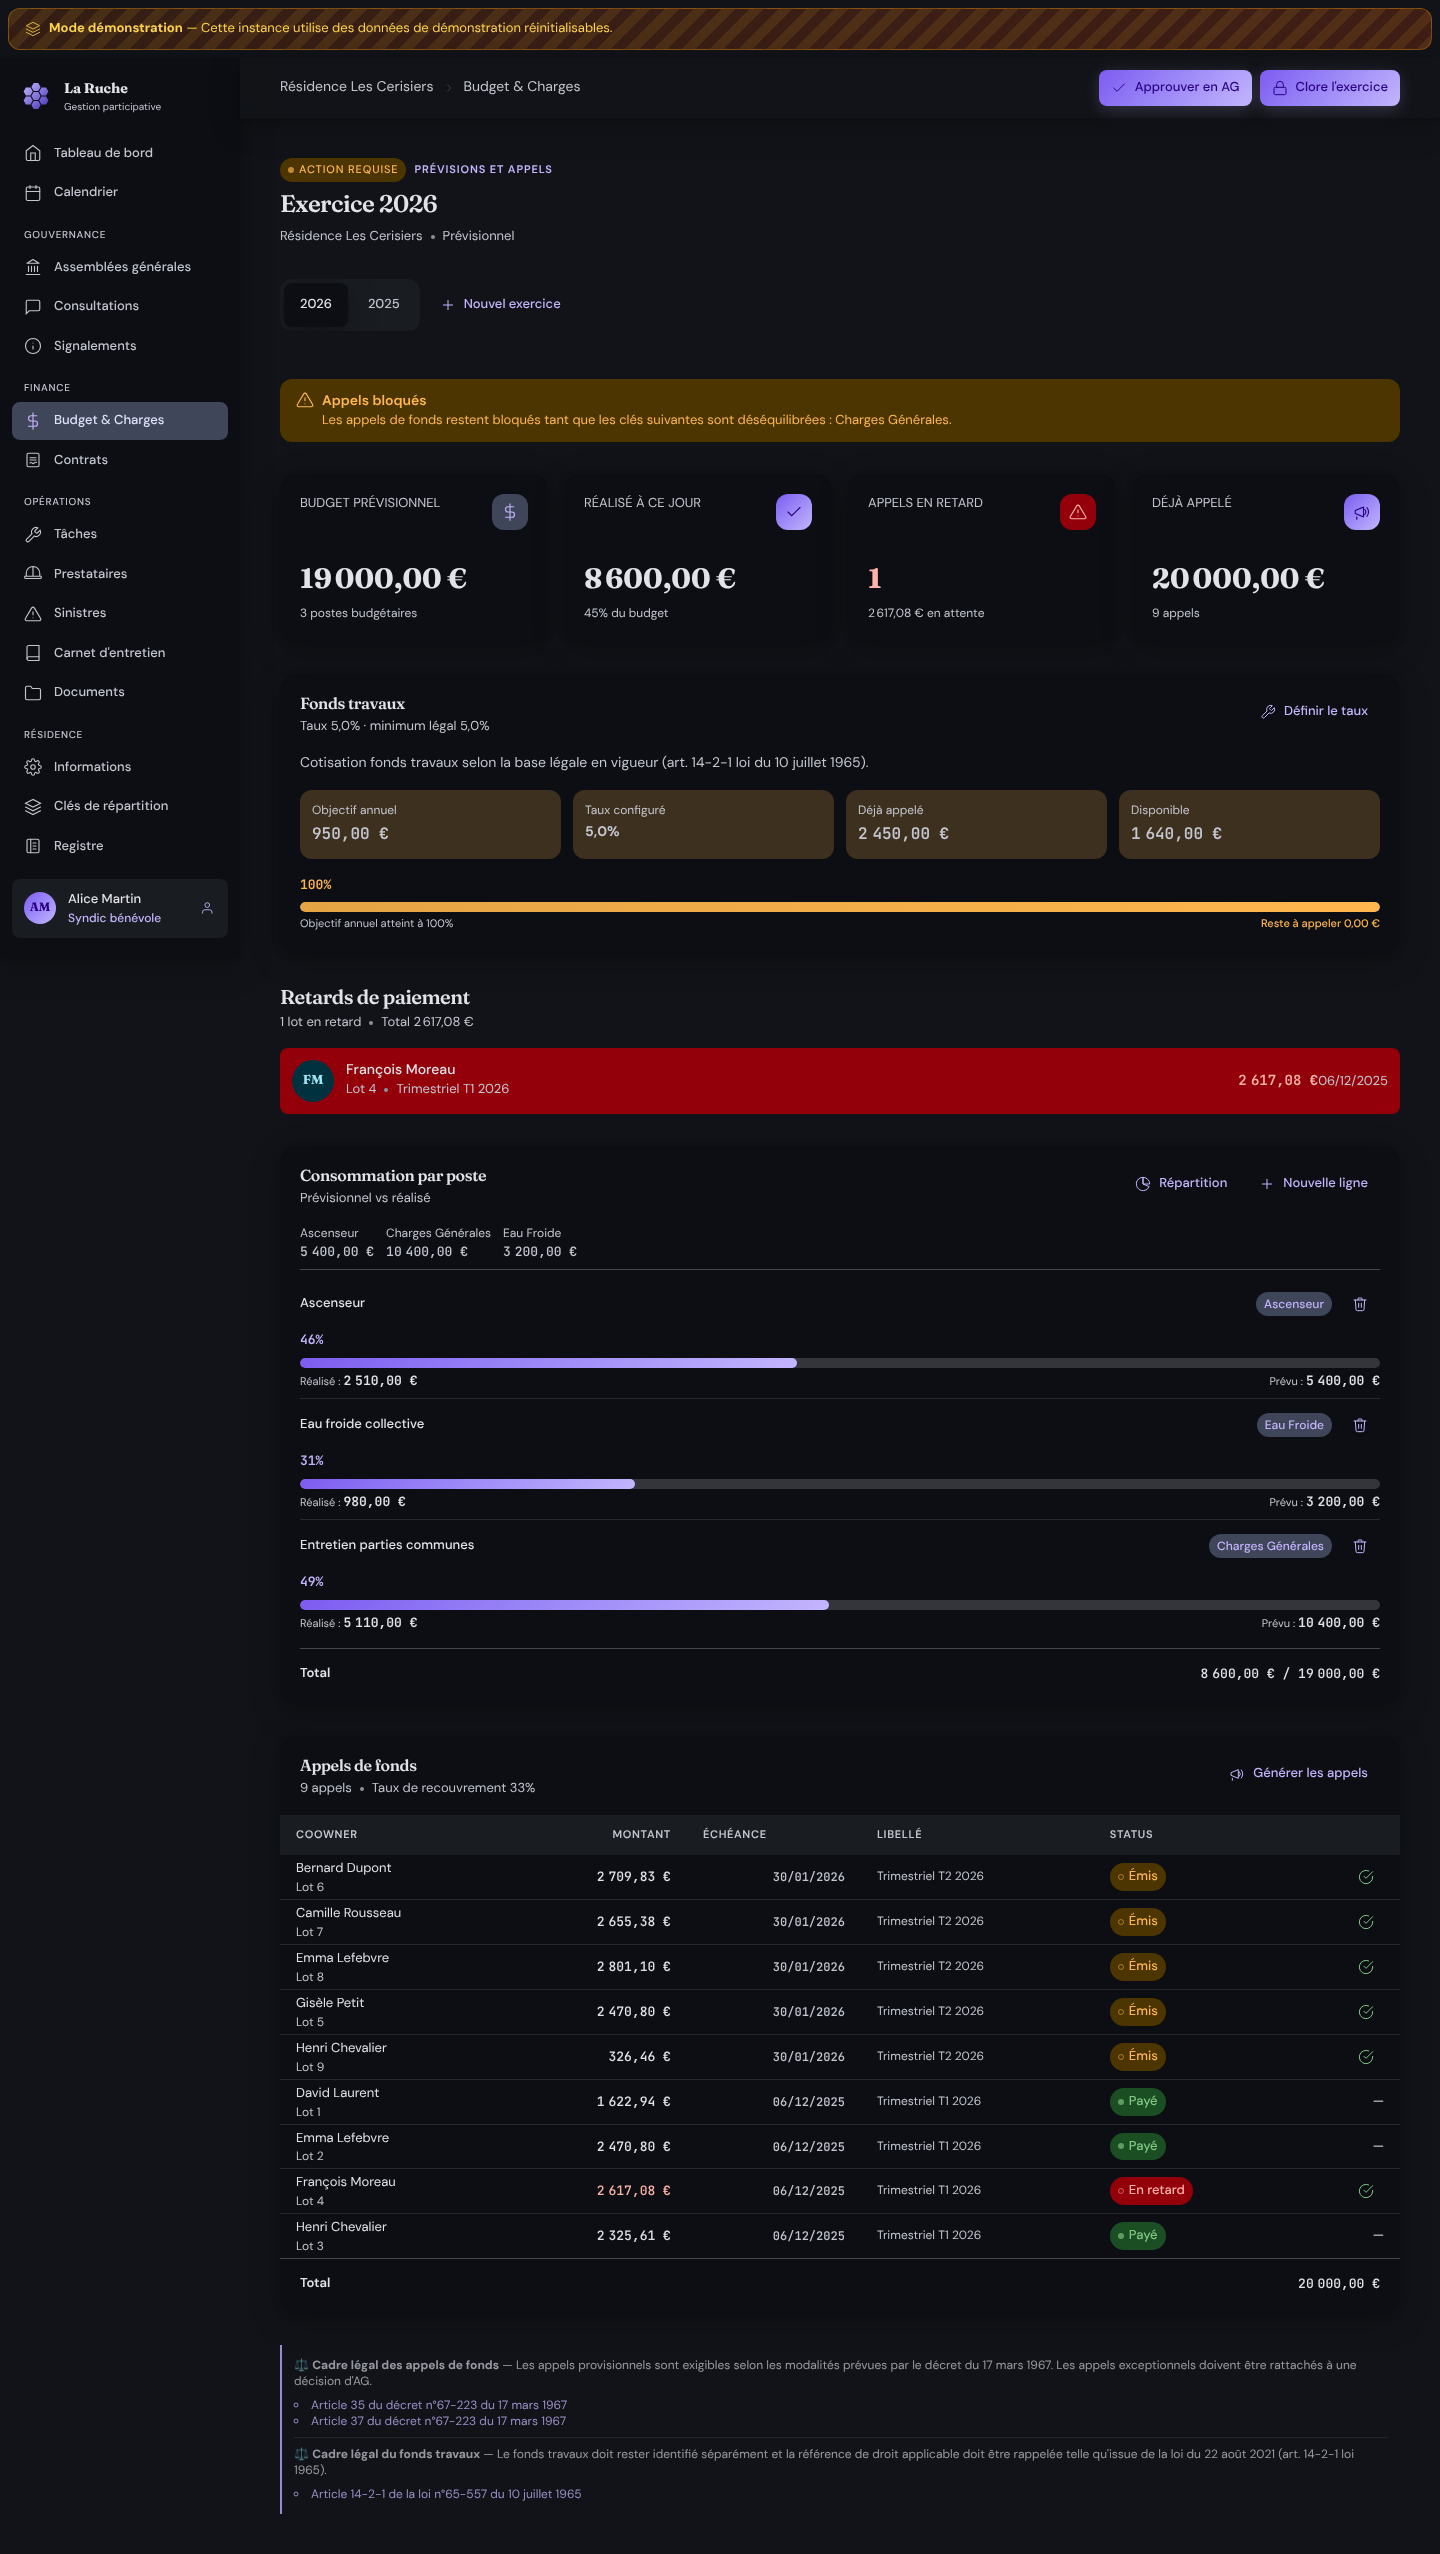 Mode démonstration — Cette instance utilise des données de démonstration réinitialisables.
La Ruche
Gestion participative
Tableau de bord
Calendrier
GOUVERNANCE
Assemblées générales
Consultations
Signalements
FINANCE
Budget & Charges
Contrats
OPÉRATIONS
Tâches
Prestataires
Sinistres
Carnet d'entretien
Documents
RÉSIDENCE
Informations
Clés de répartition
Registre
AM
Alice Martin
Syndic bénévole
Résidence Les Cerisiers > Budget & Charges
Approuver en AG
Clore l'exercice
ACTION REQUISE PRÉVISIONS ET APPELS
Exercice 2026
Résidence Les Cerisiers • Prévisionnel
2026 2025 + Nouvel exercice
Appels bloqués
Les appels de fonds restent bloqués tant que les clés suivantes sont déséquilibrées : Charges Générales.
BUDGET PRÉVISIONNEL
19 000,00 €
3 postes budgétaires
RÉALISÉ À CE JOUR
8 600,00 €
45% du budget
APPELS EN RETARD
1
2 617,08 € en attente
DÉJÀ APPELÉ
20 000,00 €
9 appels
Fonds travaux
Taux 5,0% · minimum légal 5,0%
Définir le taux
Cotisation fonds travaux selon la base légale en vigueur (art. 14-2-1 loi du 10 juillet 1965).
Objectif annuel
950,00 €
Taux configuré
5,0%
Déjà appelé
2 450,00 €
Disponible
1 640,00 €
100%
Objectif annuel atteint à 100% Reste à appeler 0,00 €
Retards de paiement
1 lot en retard • Total 2 617,08 €
FM
François Moreau
Lot 4 • Trimestriel T1 2026
2 617,08 €06/12/2025
Consommation par poste
Prévisionnel vs réalisé
Répartition + Nouvelle ligne
Ascenseur Charges Générales Eau Froide
5 400,00 € 10 400,00 € 3 200,00 €
Ascenseur Ascenseur
46%
Réalisé : 2 510,00 € Prévu : 5 400,00 €
Eau froide collective Eau Froide
31%
Réalisé : 980,00 € Prévu : 3 200,00 €
Entretien parties communes Charges Générales
49%
Réalisé : 5 110,00 € Prévu : 10 400,00 €
Total 8 600,00 € / 19 000,00 €
Appels de fonds
9 appels • Taux de recouvrement 33%
Générer les appels
COOWNER MONTANT ÉCHÉANCE LIBELLÉ STATUS
Bernard Dupont
Lot 6
2 709,83 € 30/01/2026 Trimestriel T2 2026 Émis
Camille Rousseau
Lot 7
2 655,38 € 30/01/2026 Trimestriel T2 2026 Émis
Emma Lefebvre
Lot 8
2 801,10 € 30/01/2026 Trimestriel T2 2026 Émis
Gisèle Petit
Lot 5
2 470,80 € 30/01/2026 Trimestriel T2 2026 Émis
Henri Chevalier
Lot 9
326,46 € 30/01/2026 Trimestriel T2 2026 Émis
David Laurent
Lot 1
1 622,94 € 06/12/2025 Trimestriel T1 2026 Payé —
Emma Lefebvre
Lot 2
2 470,80 € 06/12/2025 Trimestriel T1 2026 Payé —
François Moreau
Lot 4
2 617,08 € 06/12/2025 Trimestriel T1 2026 En retard
Henri Chevalier
Lot 3
2 325,61 € 06/12/2025 Trimestriel T1 2026 Payé —
Total 20 000,00 €
⚖️ Cadre légal des appels de fonds — Les appels provisionnels sont exigibles selon les modalités prévues par le décret du 17 mars 1967. Les appels exceptionnels doivent être rattachés à une
décision d'AG.
Article 35 du décret n°67-223 du 17 mars 1967
Article 37 du décret n°67-223 du 17 mars 1967
⚖️ Cadre légal du fonds travaux — Le fonds travaux doit rester identifié séparément et la référence de droit applicable doit être rappelée telle qu'issue de la loi du 22 août 2021 (art. 14-2-1 loi
1965).
Article 14-2-1 de la loi n°65-557 du 10 juillet 1965